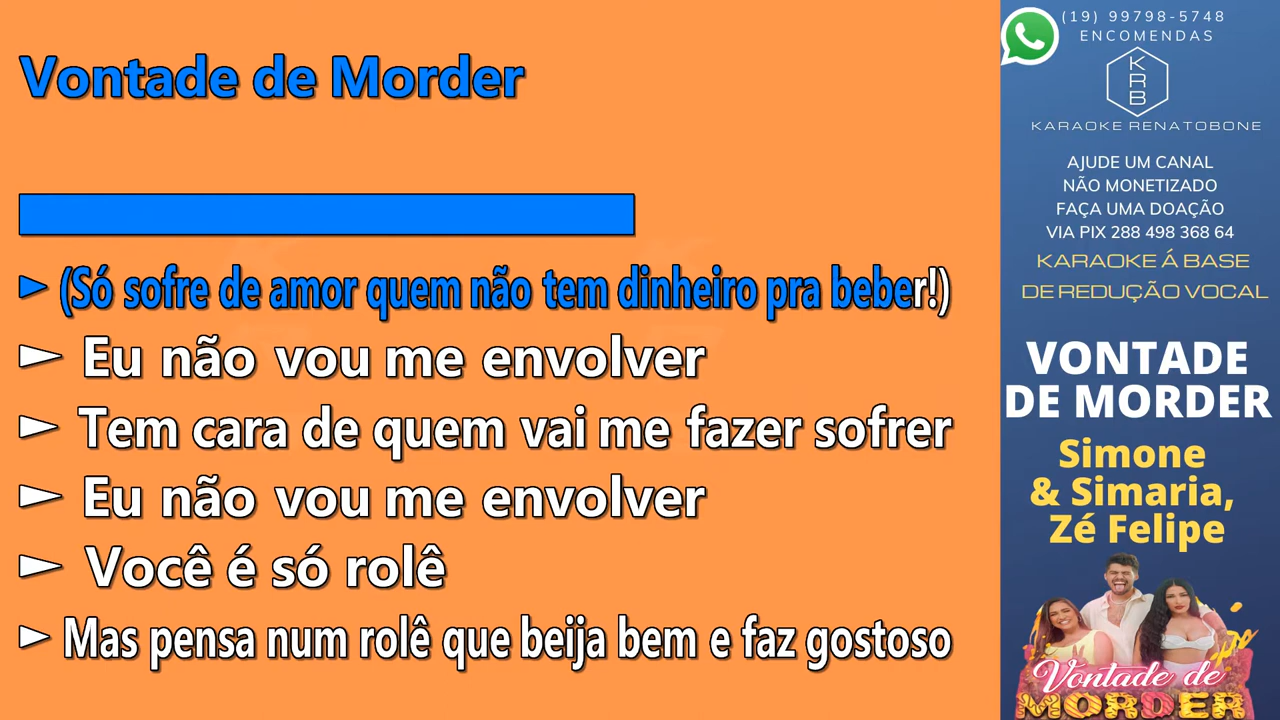 Vontade de Morder
► (Só sofre de amor quem não tem dinheiro pra beber!)
► Eu não vou me envolver
► Tem cara de quem vai me fazer sofrer
► Eu não vou me envolver
► Você é só rolê
► Mas pensa num rolê que beija bem e faz gostoso
(19) 99798-5748
ENCOMENDAS
K
R
B
KARAOKE RENATOBONE
AJUDE UM CANAL
NÃO MONETIZADO
FAÇA UMA DOAÇÃO
VIA PIX 288 498 368 64
KARAOKE Á BASE
DE REDUÇÃO VOCAL
VONTADE
DE MORDER
Simone
& Simaria,
Zé Felipe
Vontade de
MORDER